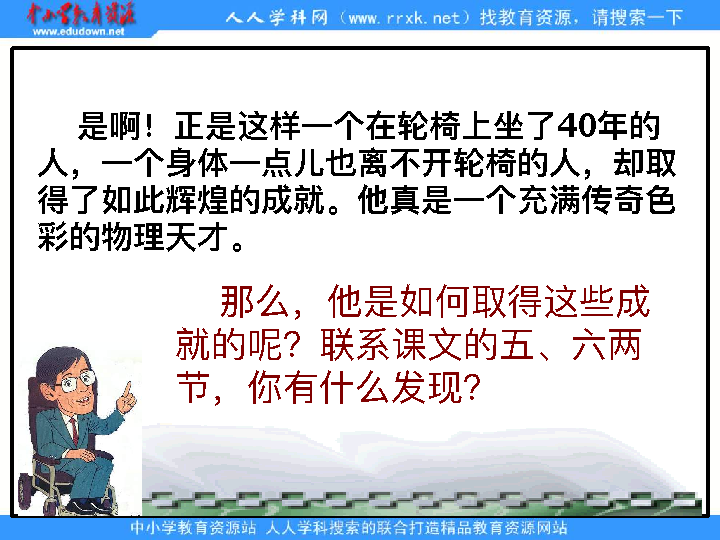 中小学教育资源
www.edudown.net
人人学科网（www.rrxk.net）找教育资源，请搜索一下
是啊！正是这样一个在轮椅上坐了40年的
人，一个身体一点儿也离不开轮椅的人，却取
得了如此辉煌的成就。他真是一个充满传奇色
彩的物理天才。
那么，他是如何取得这些成
就的呢？联系课文的五、六两
节，你有什么发现？
中小学教育资源站 人人学科搜索的联合打造精品教育资源网站